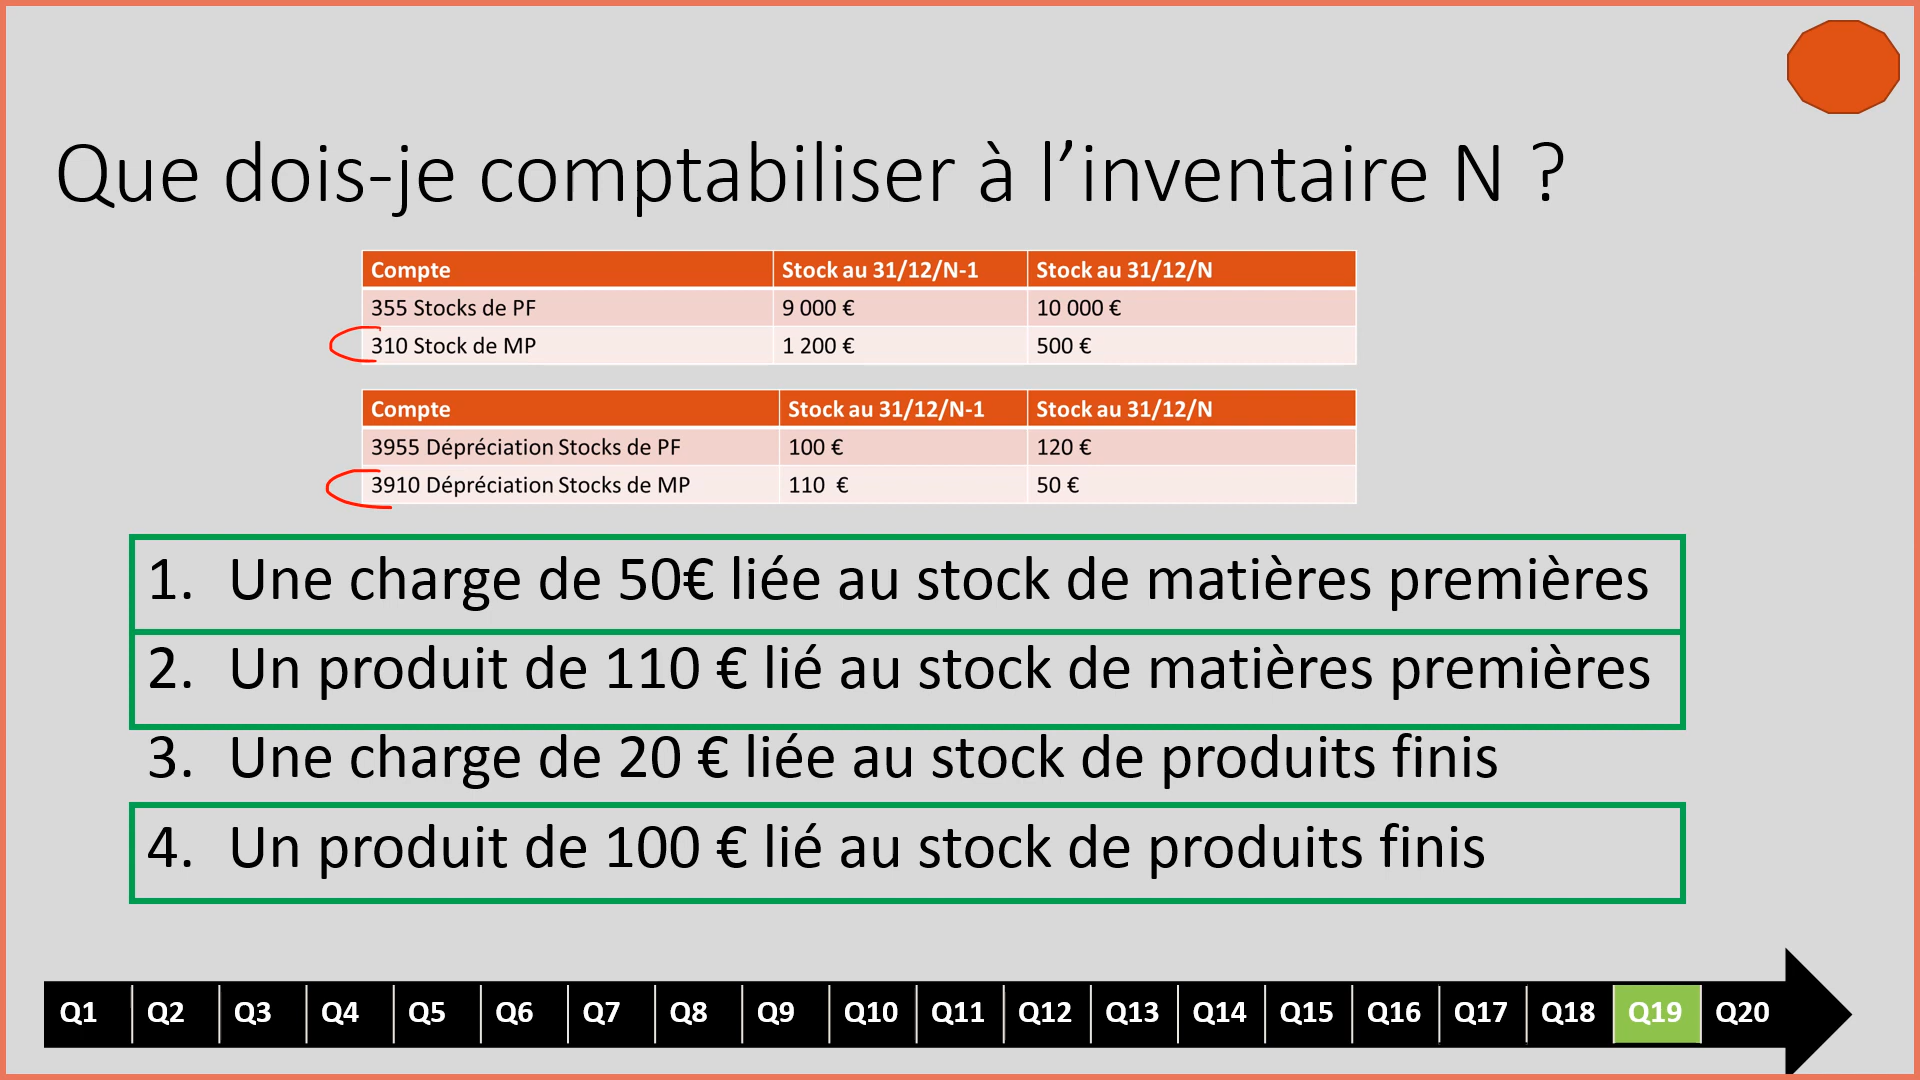 Que dois-je comptabiliser à l’inventaire N ?
Compte Stock au 31/12/N-1 Stock au 31/12/N
355 Stocks de PF 9 000 € 10 000 €
310 Stock de MP 1 200 € 500 €
Compte Stock au 31/12/N-1 Stock au 31/12/N
3955 Dépréciation Stocks de PF 100 € 120 €
3910 Dépréciation Stocks de MP 110 € 50 €
1. Une charge de 50€ liée au stock de matières premières
2. Un produit de 110 € lié au stock de matières premières
3. Une charge de 20 € liée au stock de produits finis
4. Un produit de 100 € lié au stock de produits finis
Q1 Q2 Q3 Q4 Q5 Q6 Q7 Q8 Q9 Q10 Q11 Q12 Q13 Q14 Q15 Q16 Q17 Q18 Q19 Q20